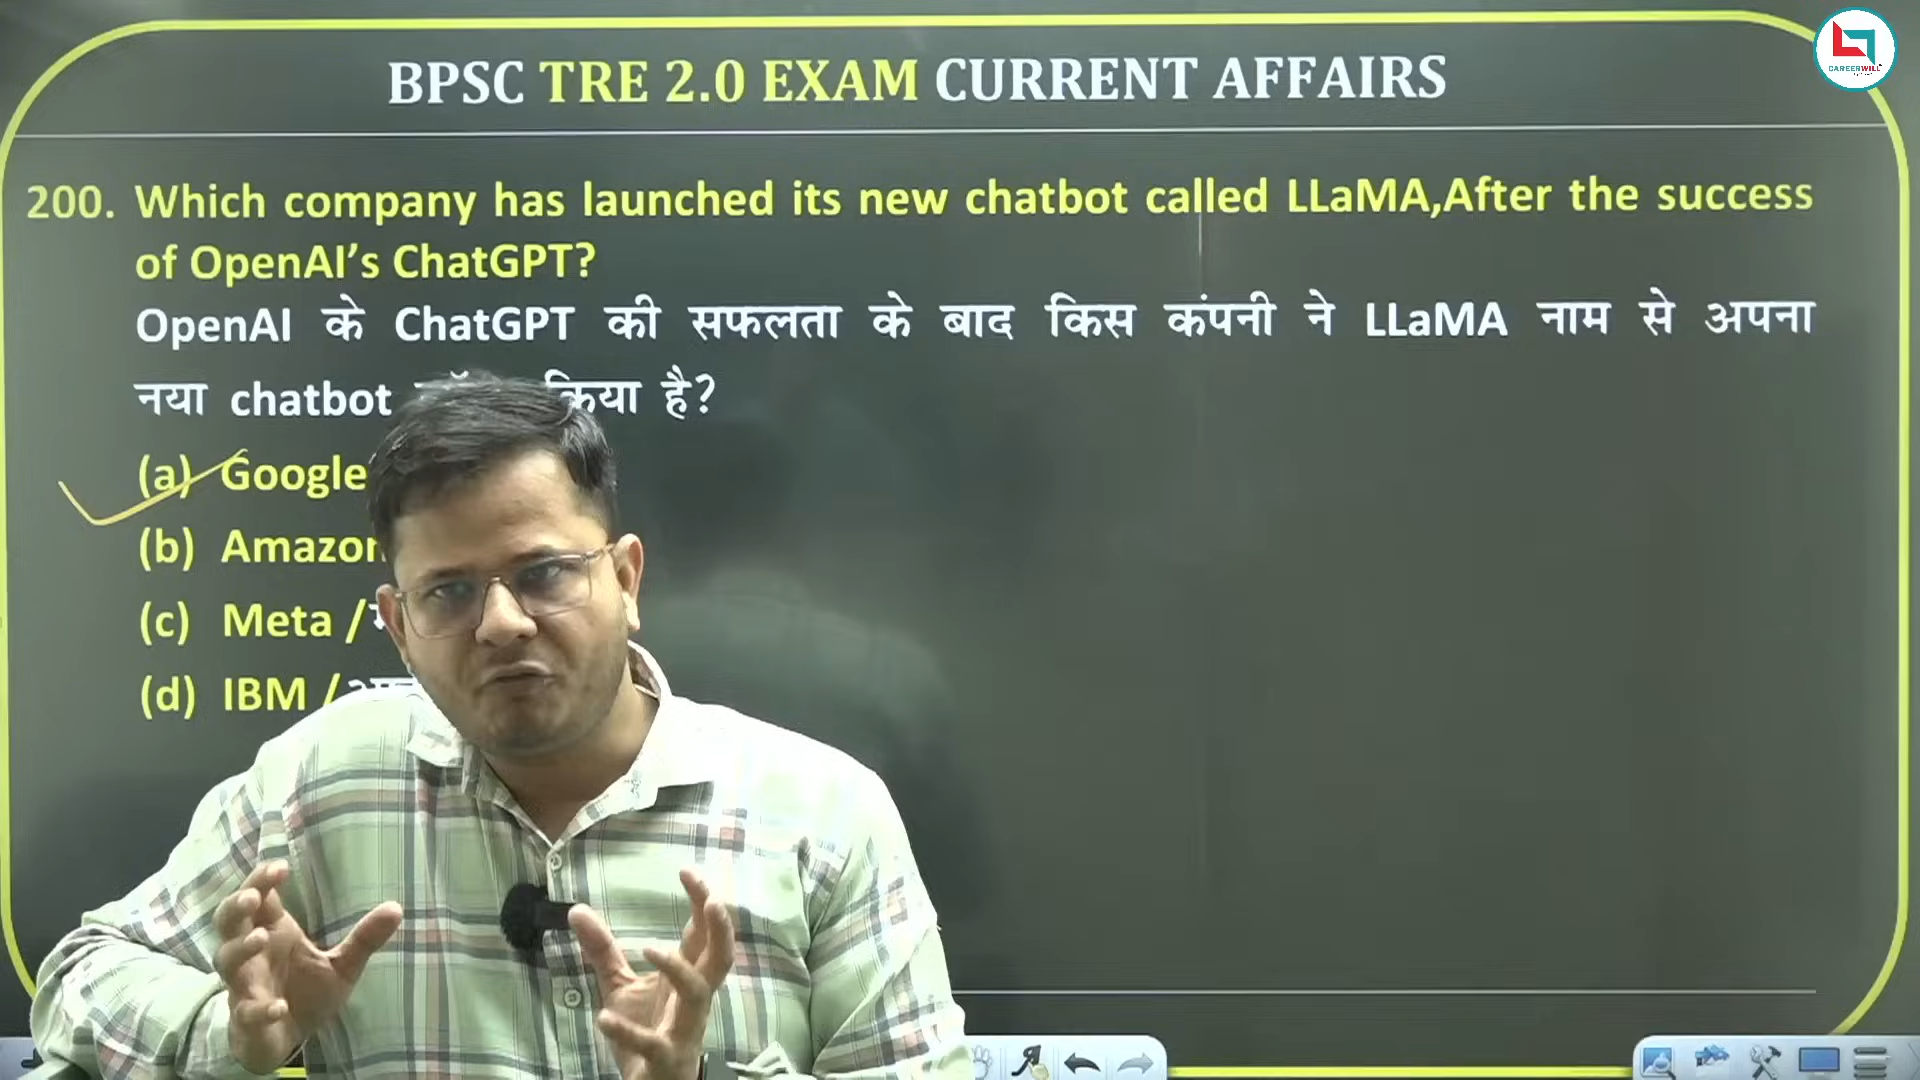 BPSC TRE 2.0 EXAM CURRENT AFFAIRS
CAREERWILL
200. Which company has launched its new chatbot called LLaMA,After the success
of OpenAI’s ChatGPT?
OpenAI के ChatGPT की सफलता के बाद किस कंपनी ने LLaMA नाम से अपना
नया chatbot किया है?
(a) Google
(b) Amazon
(c) Meta /
(d) IBM /